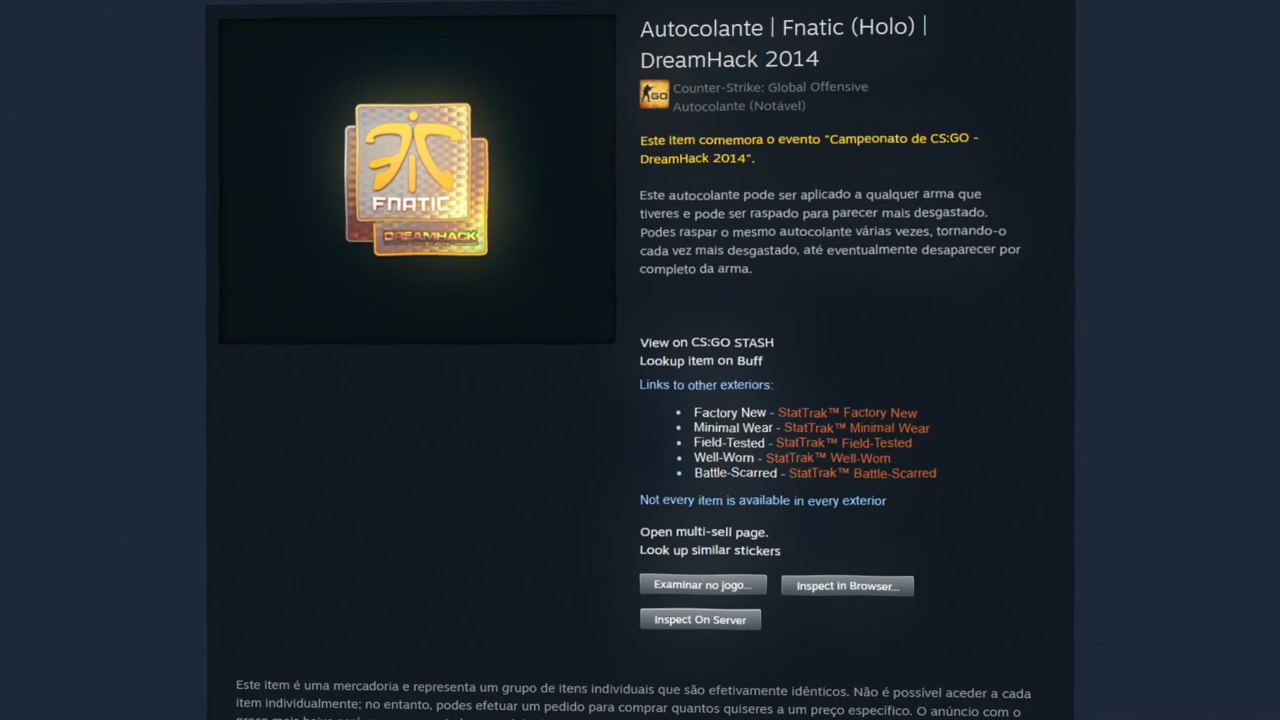 Autocolante | Fnatic (Holo) |
DreamHack 2014
Counter-Strike: Global Offensive
GO
Autocolante (Notável)
Este item comemora o evento "Campeonato de CS:GO -
DreamHack 2014".
FNATIC
DREAMHACK
Este autocolante pode ser aplicado a qualquer arma que
tiveres e pode ser raspado para parecer mais desgastado.
Podes raspar o mesmo autocolante várias vezes, tornando-o
cada vez mais desgastado, até eventualmente desaparecer por
completo da arma.
View on CS:GO STASH
Lookup item on Buff
Links to other exteriors:
Factory New - StatTrak™ Factory New
Minimal Wear - StatTrak™ Minimal Wear
Field-Tested - StatTrak™ Field-Tested
Well-Worn - StatTrak™ Well-Worn
Battle-Scarred - StatTrak™ Battle-Scarred
Not every item is available in every exterior
Open multi-sell page.
Look up similar stickers
Examinar no jogo... Inspect in Browser...
Inspect On Server
Este item é uma mercadoria e representa um grupo de itens individuais que são efetivamente idênticos. Não é possível aceder a cada
item individualmente; no entanto, podes efetuar um pedido para comprar quantos quiseres a um preço específico. O anúncio com o